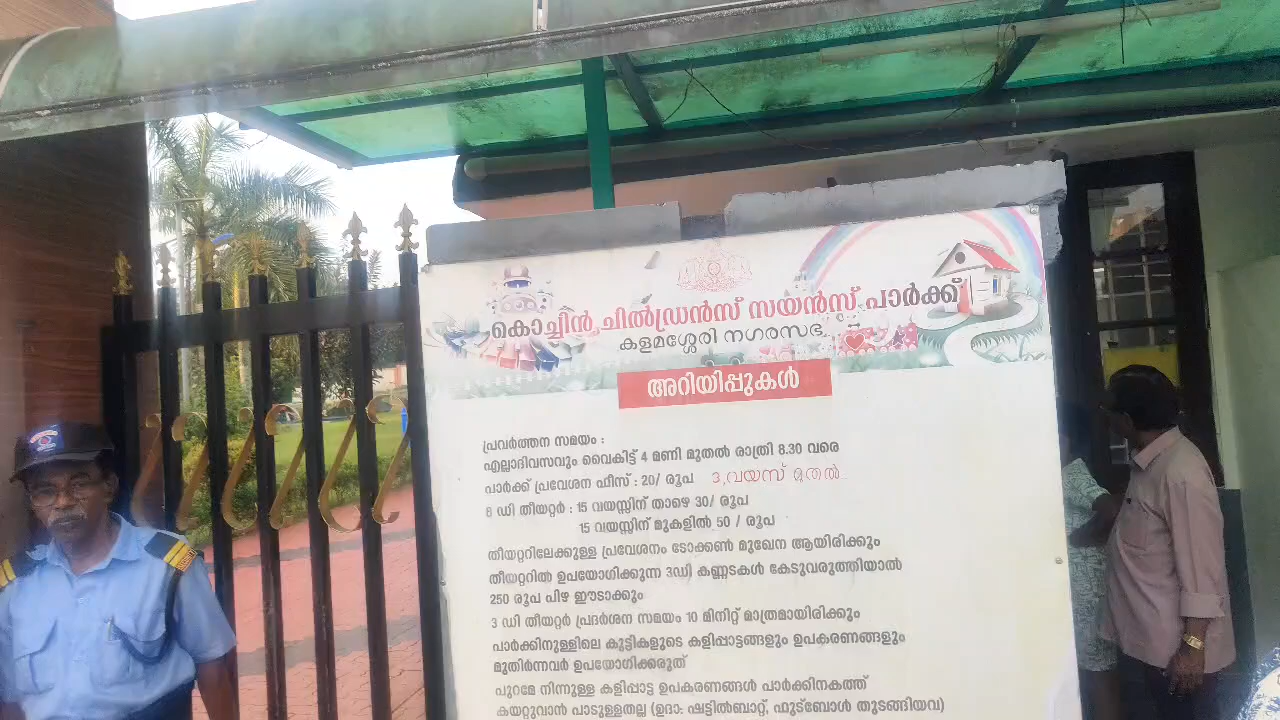 കൊച്ചിൻ ചിൽഡ്രൻസ് സയൻസ് പാർക്ക്
കളമശ്ശേരി നഗരസഭ
അറിയിപ്പുകൾ
പ്രവർത്തന സമയം :
എല്ലാദിവസവും വൈകിട്ട് 4 മണി മുതൽ രാത്രി 8.30 വരെ
പാർക്ക് പ്രവേശന ഫീസ് : 20/ രൂപ 3,വയസ് മുതൽ
6 ഡി തീയറ്റർ : 15 വയസ്സിന് താഴെ 30/ രൂപ
15 വയസ്സിന് മുകളിൽ 50 / രൂപ
തീയറ്ററിലേക്കുള്ള പ്രവേശനം ടോക്കൺ മുഖേന ആയിരിക്കും
തീയറ്ററിൽ ഉപയോഗിക്കുന്ന 3ഡി കണ്ണടകൾ കേടുവരുത്തിയാൽ
250 രൂപ പിഴ ഈടാക്കും
3 ഡി തീയറ്റർ പ്രദർശന സമയം 10 മിനിറ്റ് മാത്രമായിരിക്കും
പാർക്കിനുള്ളിലെ കുട്ടികളുടെ കളിപ്പാട്ടങ്ങളും ഉപകരണങ്ങളും
മുതിർന്നവർ ഉപയോഗിക്കരുത്
പുറമേ നിന്നുള്ള കളിപ്പാട്ട ഉപകരണങ്ങൾ പാർക്കിനകത്ത്
കയറ്റുവാൻ പാടുള്ളതല്ല (ഉദാ: ഷട്ടിൽബാറ്റ്, ഫുട്ബോൾ തുടങ്ങിയവ)